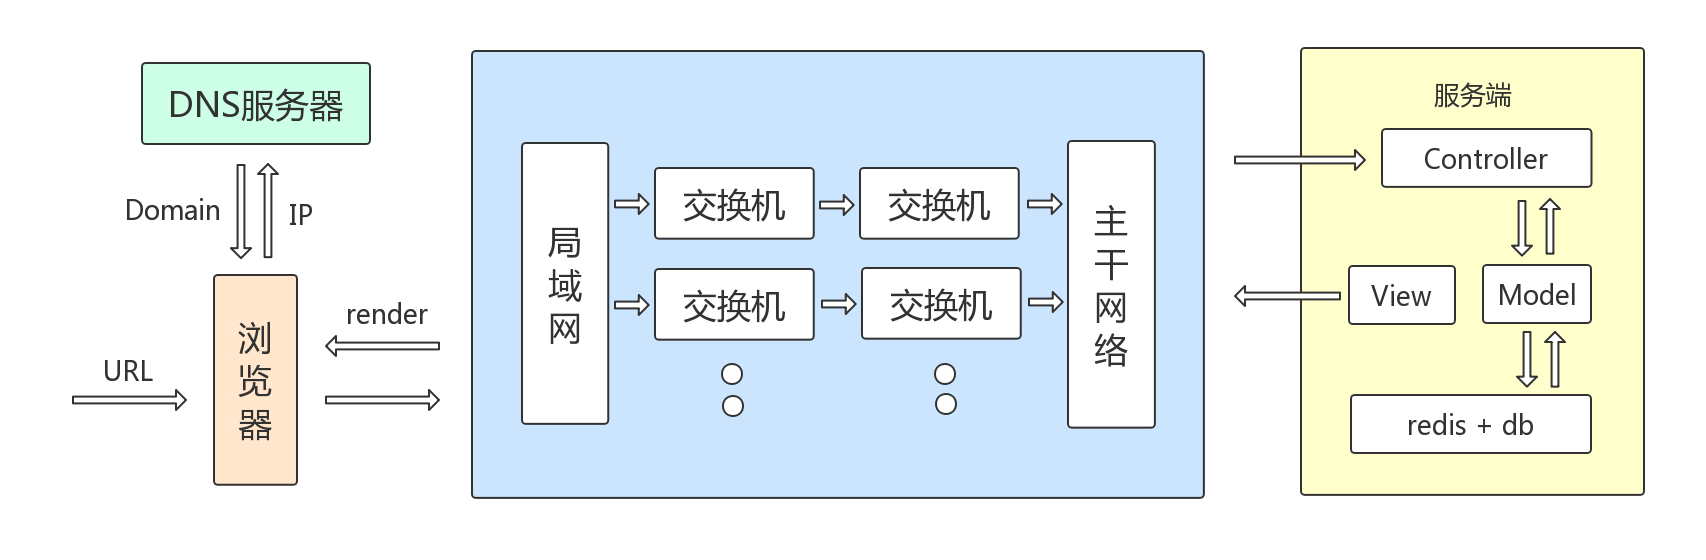 DNS服务器
Domain
IP
浏览器
URL
render
局域网
交换机
交换机
交换机
交换机
主干网络
服务端
Controller
View
Model
redis + db